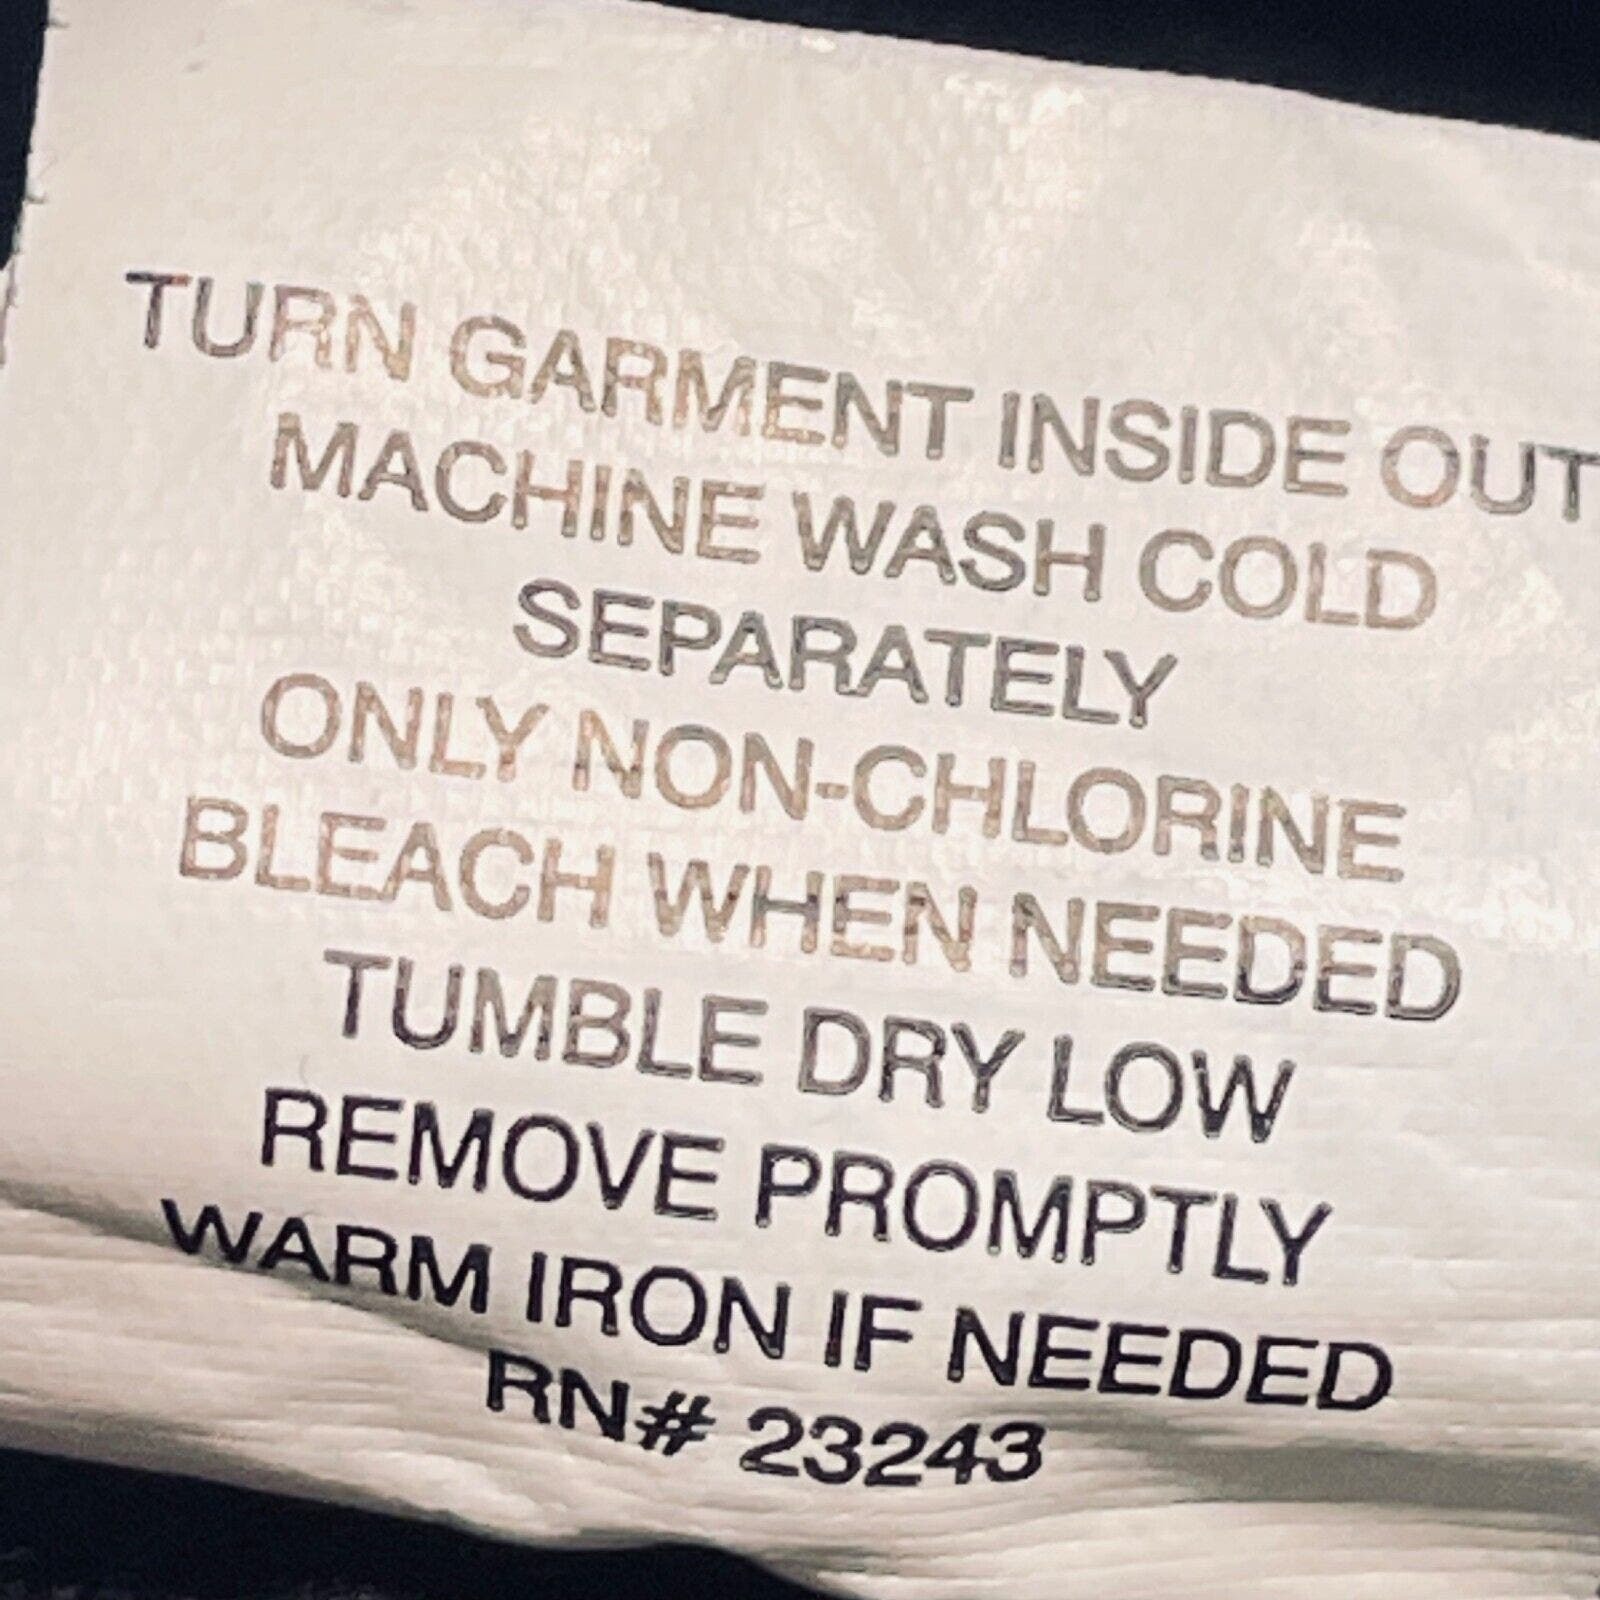 TURN GARMENT INSIDE OUT
MACHINE WASH COLD
SEPARATELY
ONLY NON-CHLORINE
BLEACH WHEN NEEDED
TUMBLE DRY LOW
REMOVE PROMPTLY
WARM IRON IF NEEDED
RN# 23243